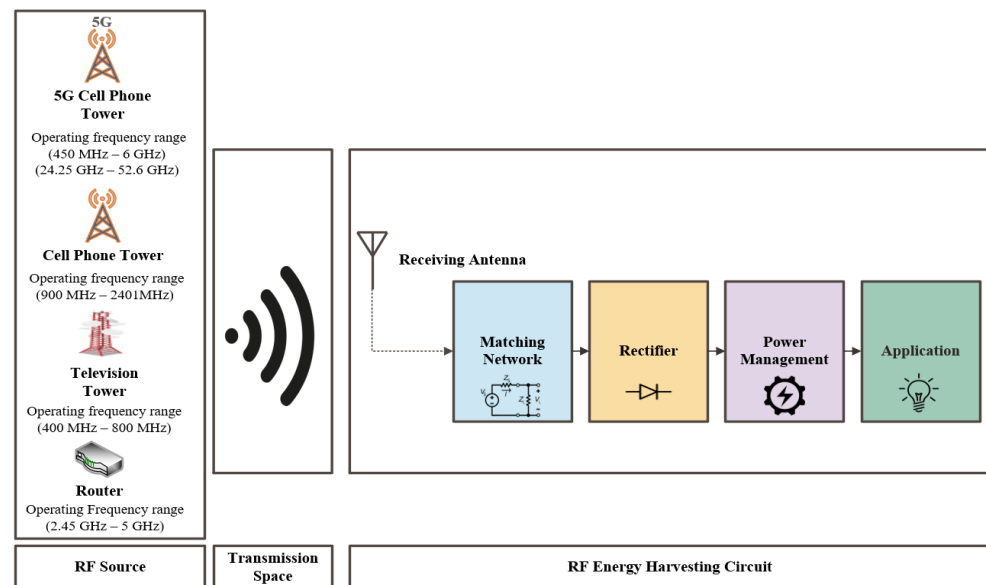 5G
5G Cell Phone
Tower
Operating frequency range
(450 MHz – 6 GHz)
(24.25 GHz – 52.6 GHz)
Cell Phone Tower
Operating frequency range
(900 MHz – 2401MHz)
Television
Tower
Operating frequency range
(400 MHz – 800 MHz)
Router
Operating Frequency range
(2.45 GHz – 5 GHz)
Receiving Antenna
Matching
Network
Rectifier
Power
Management
Application
RF Source
Transmission
Space
RF Energy Harvesting Circuit